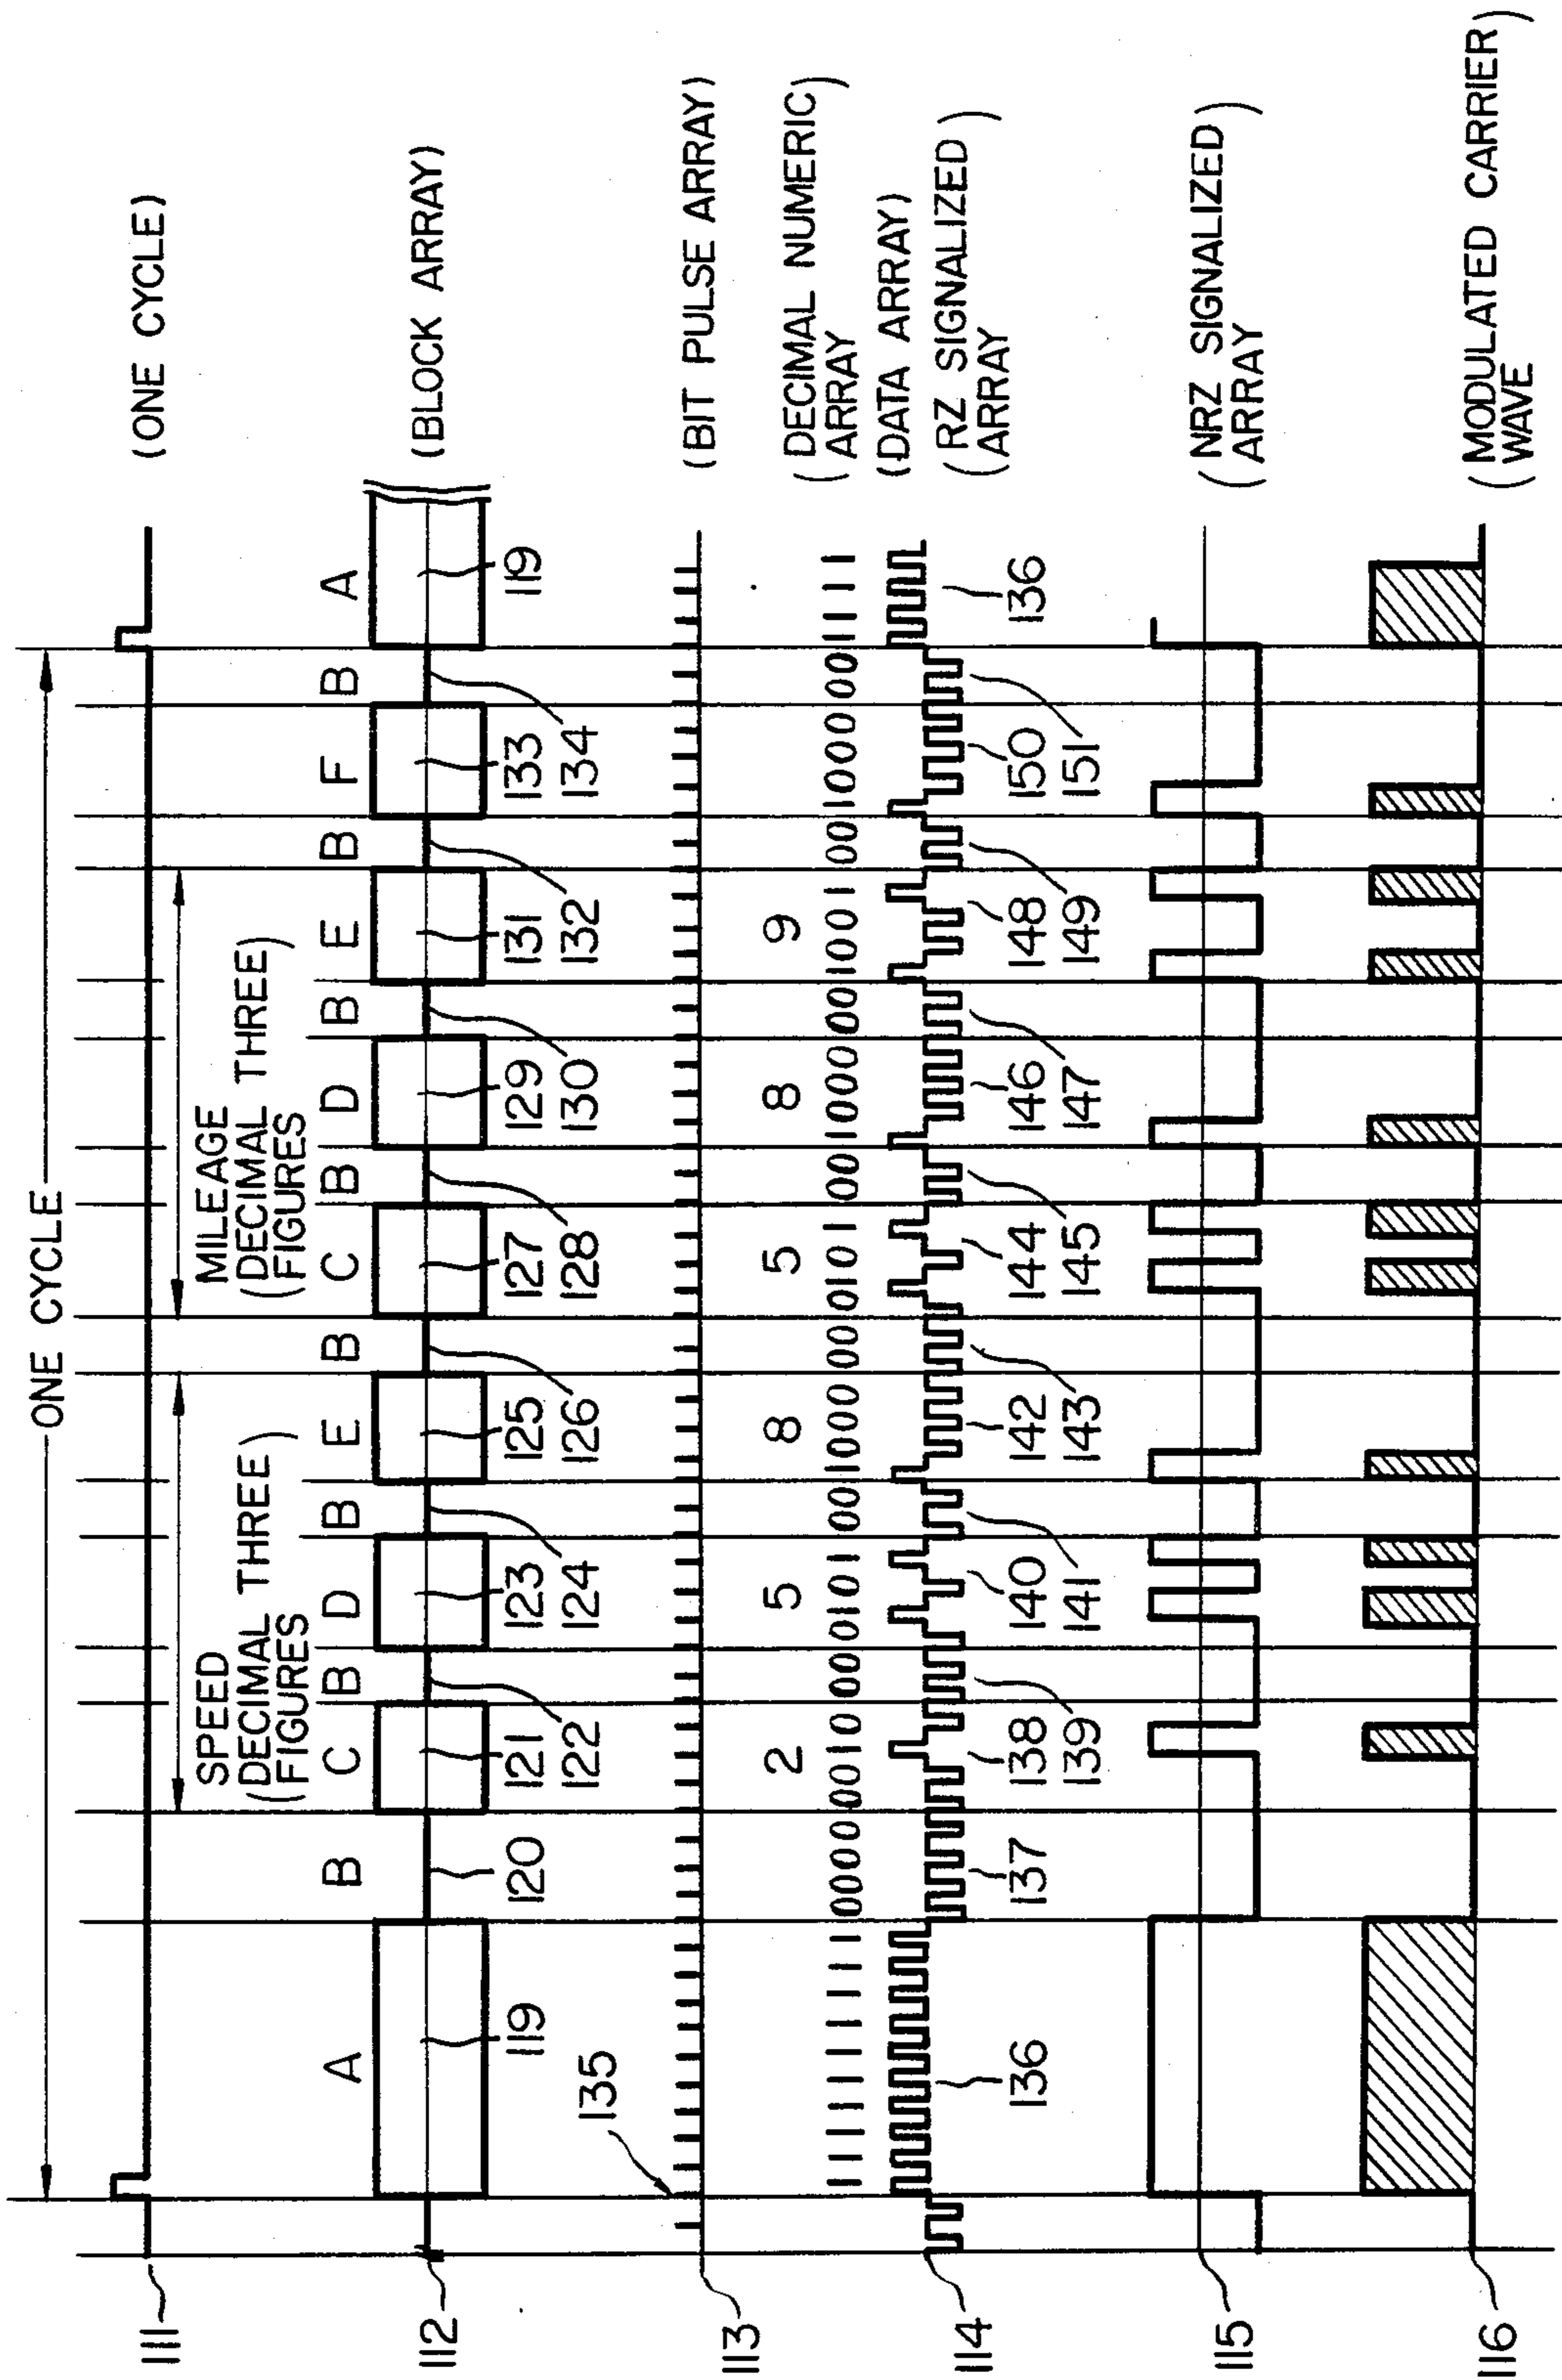 ONE CYCLE
111
(ONE CYCLE)
SPEED
(DECIMAL THREE)
FIGURES
MILEAGE
(DECIMAL THREE)
FIGURES
A B C B D B E B C B D B E B F B A
112
(BLOCK ARRAY)
119 120 121 123 125 127 129 131 133 119
122 124 126 128 130 132 134
135
113
(BIT PULSE ARRAY)
2 5 8 5 8 9
(DECIMAL NUMERIC)
ARRAY
1111111111 0000 0010 00 0101 00 1000 00 0101 00 1000 00 1001 00 1000 00 1111
(DATA ARRAY)
114
(RZ SIGNALIZED)
ARRAY
136 137 138 140 142 144 146 148 150 136
139 141 143 145 147 149 151
115
(NRZ SIGNALIZED)
ARRAY
116
(MODULATED CARRIER)
WAVE